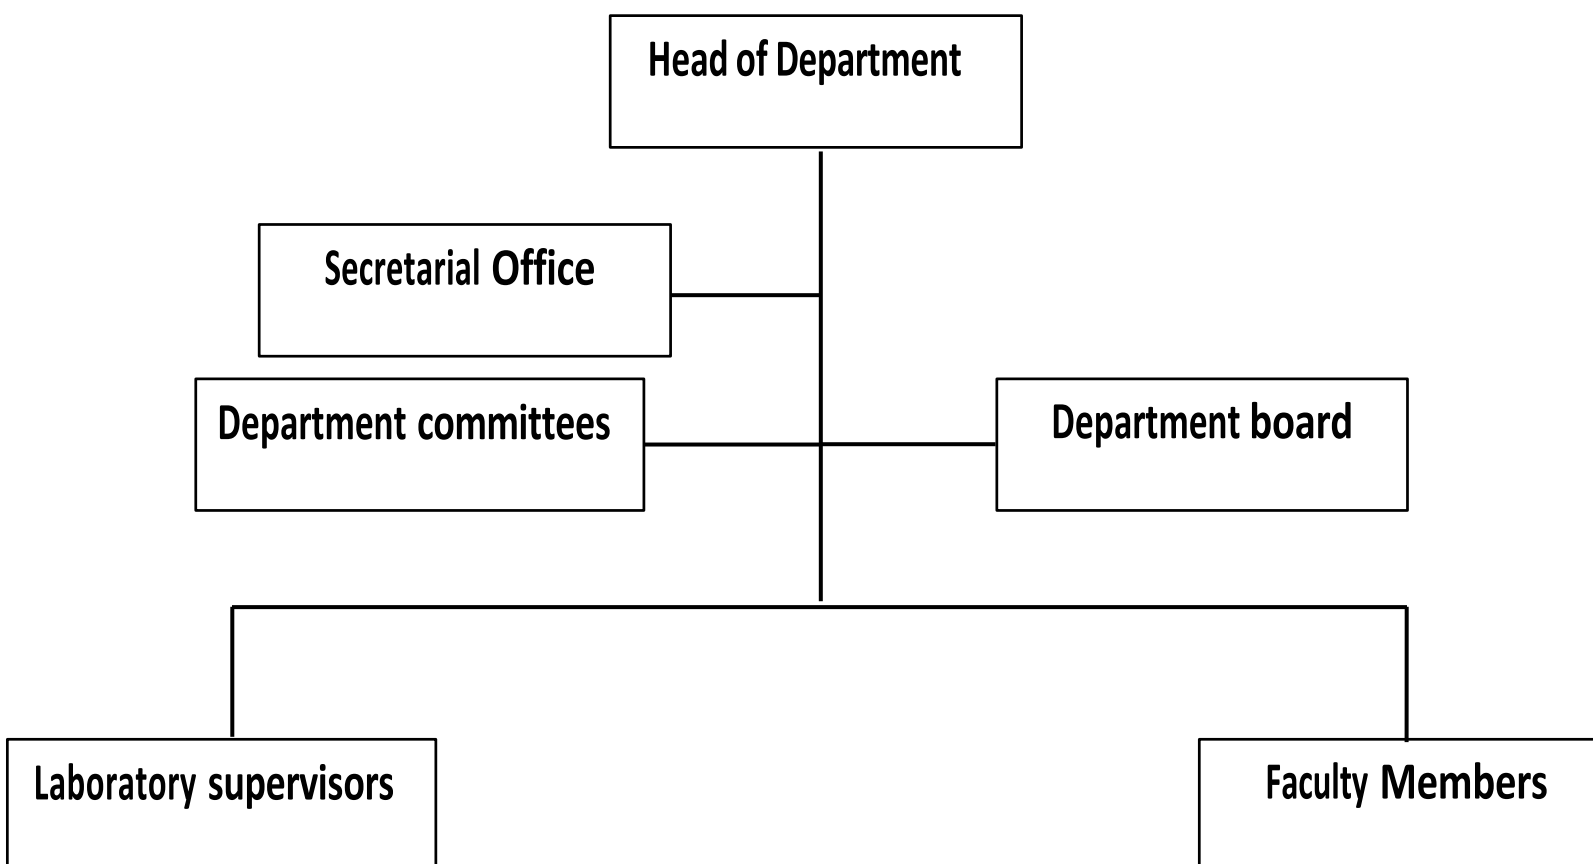 Head of Department
Secretarial Office
Department committees
Department board
Laboratory supervisors
Faculty Members